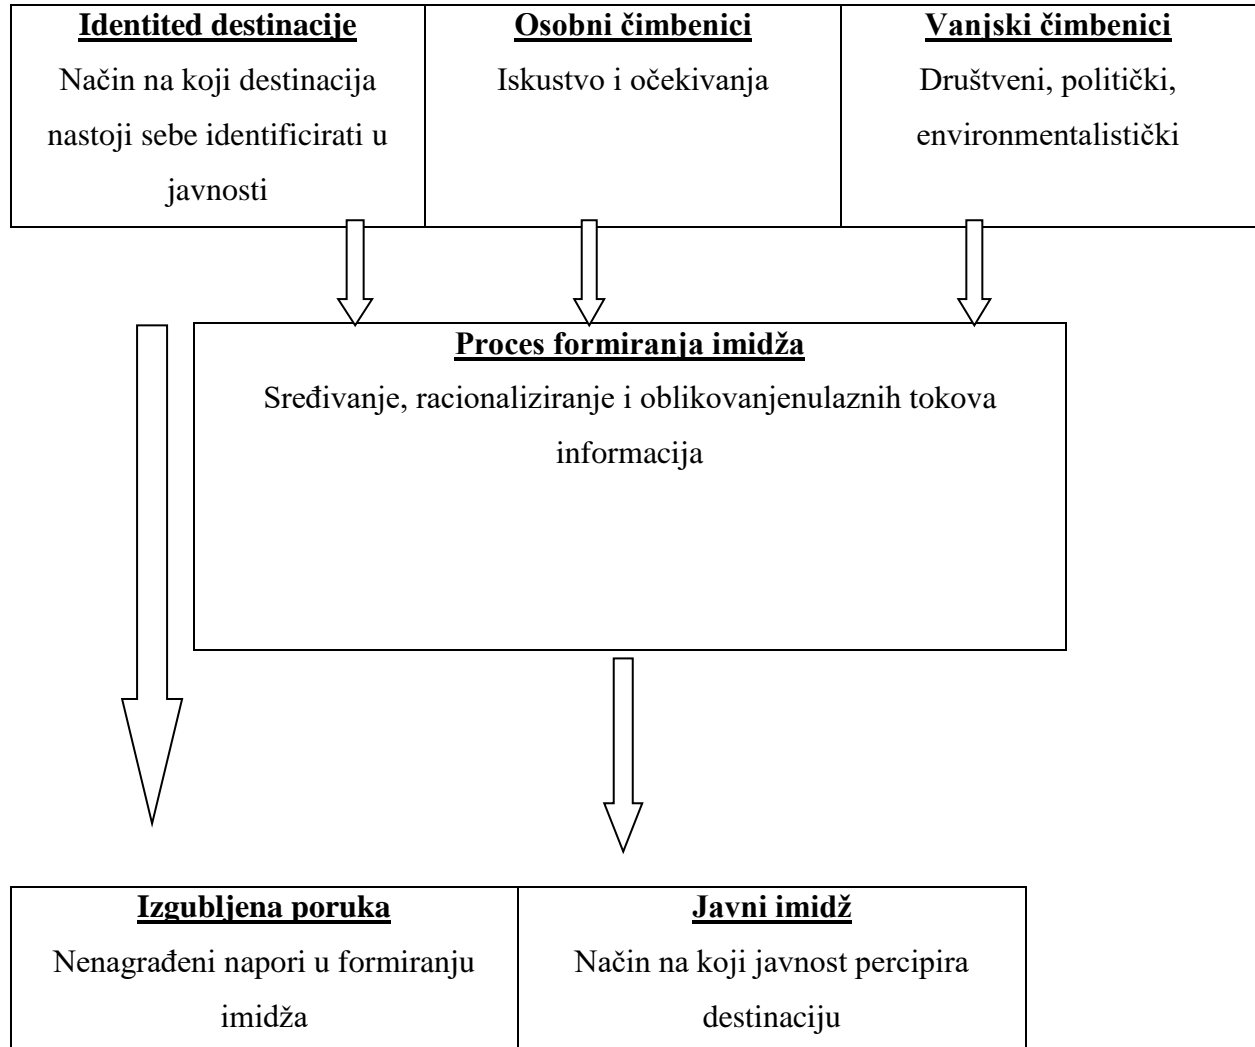 Identited destinacije
Način na koji destinacija
nastoji sebe identificirati u
javnosti
Osobni čimbenici
Iskustvo i očekivanja
Vanjski čimbenici
Društveni, politički,
environmentalistički
Proces formiranja imidža
Sređivanje, racionaliziranje i oblikovanjenulaznih tokova
informacija
Izgubljena poruka
Nenagrađeni napori u formiranju
imidža
Javni imidž
Način na koji javnost percipira
destinaciju